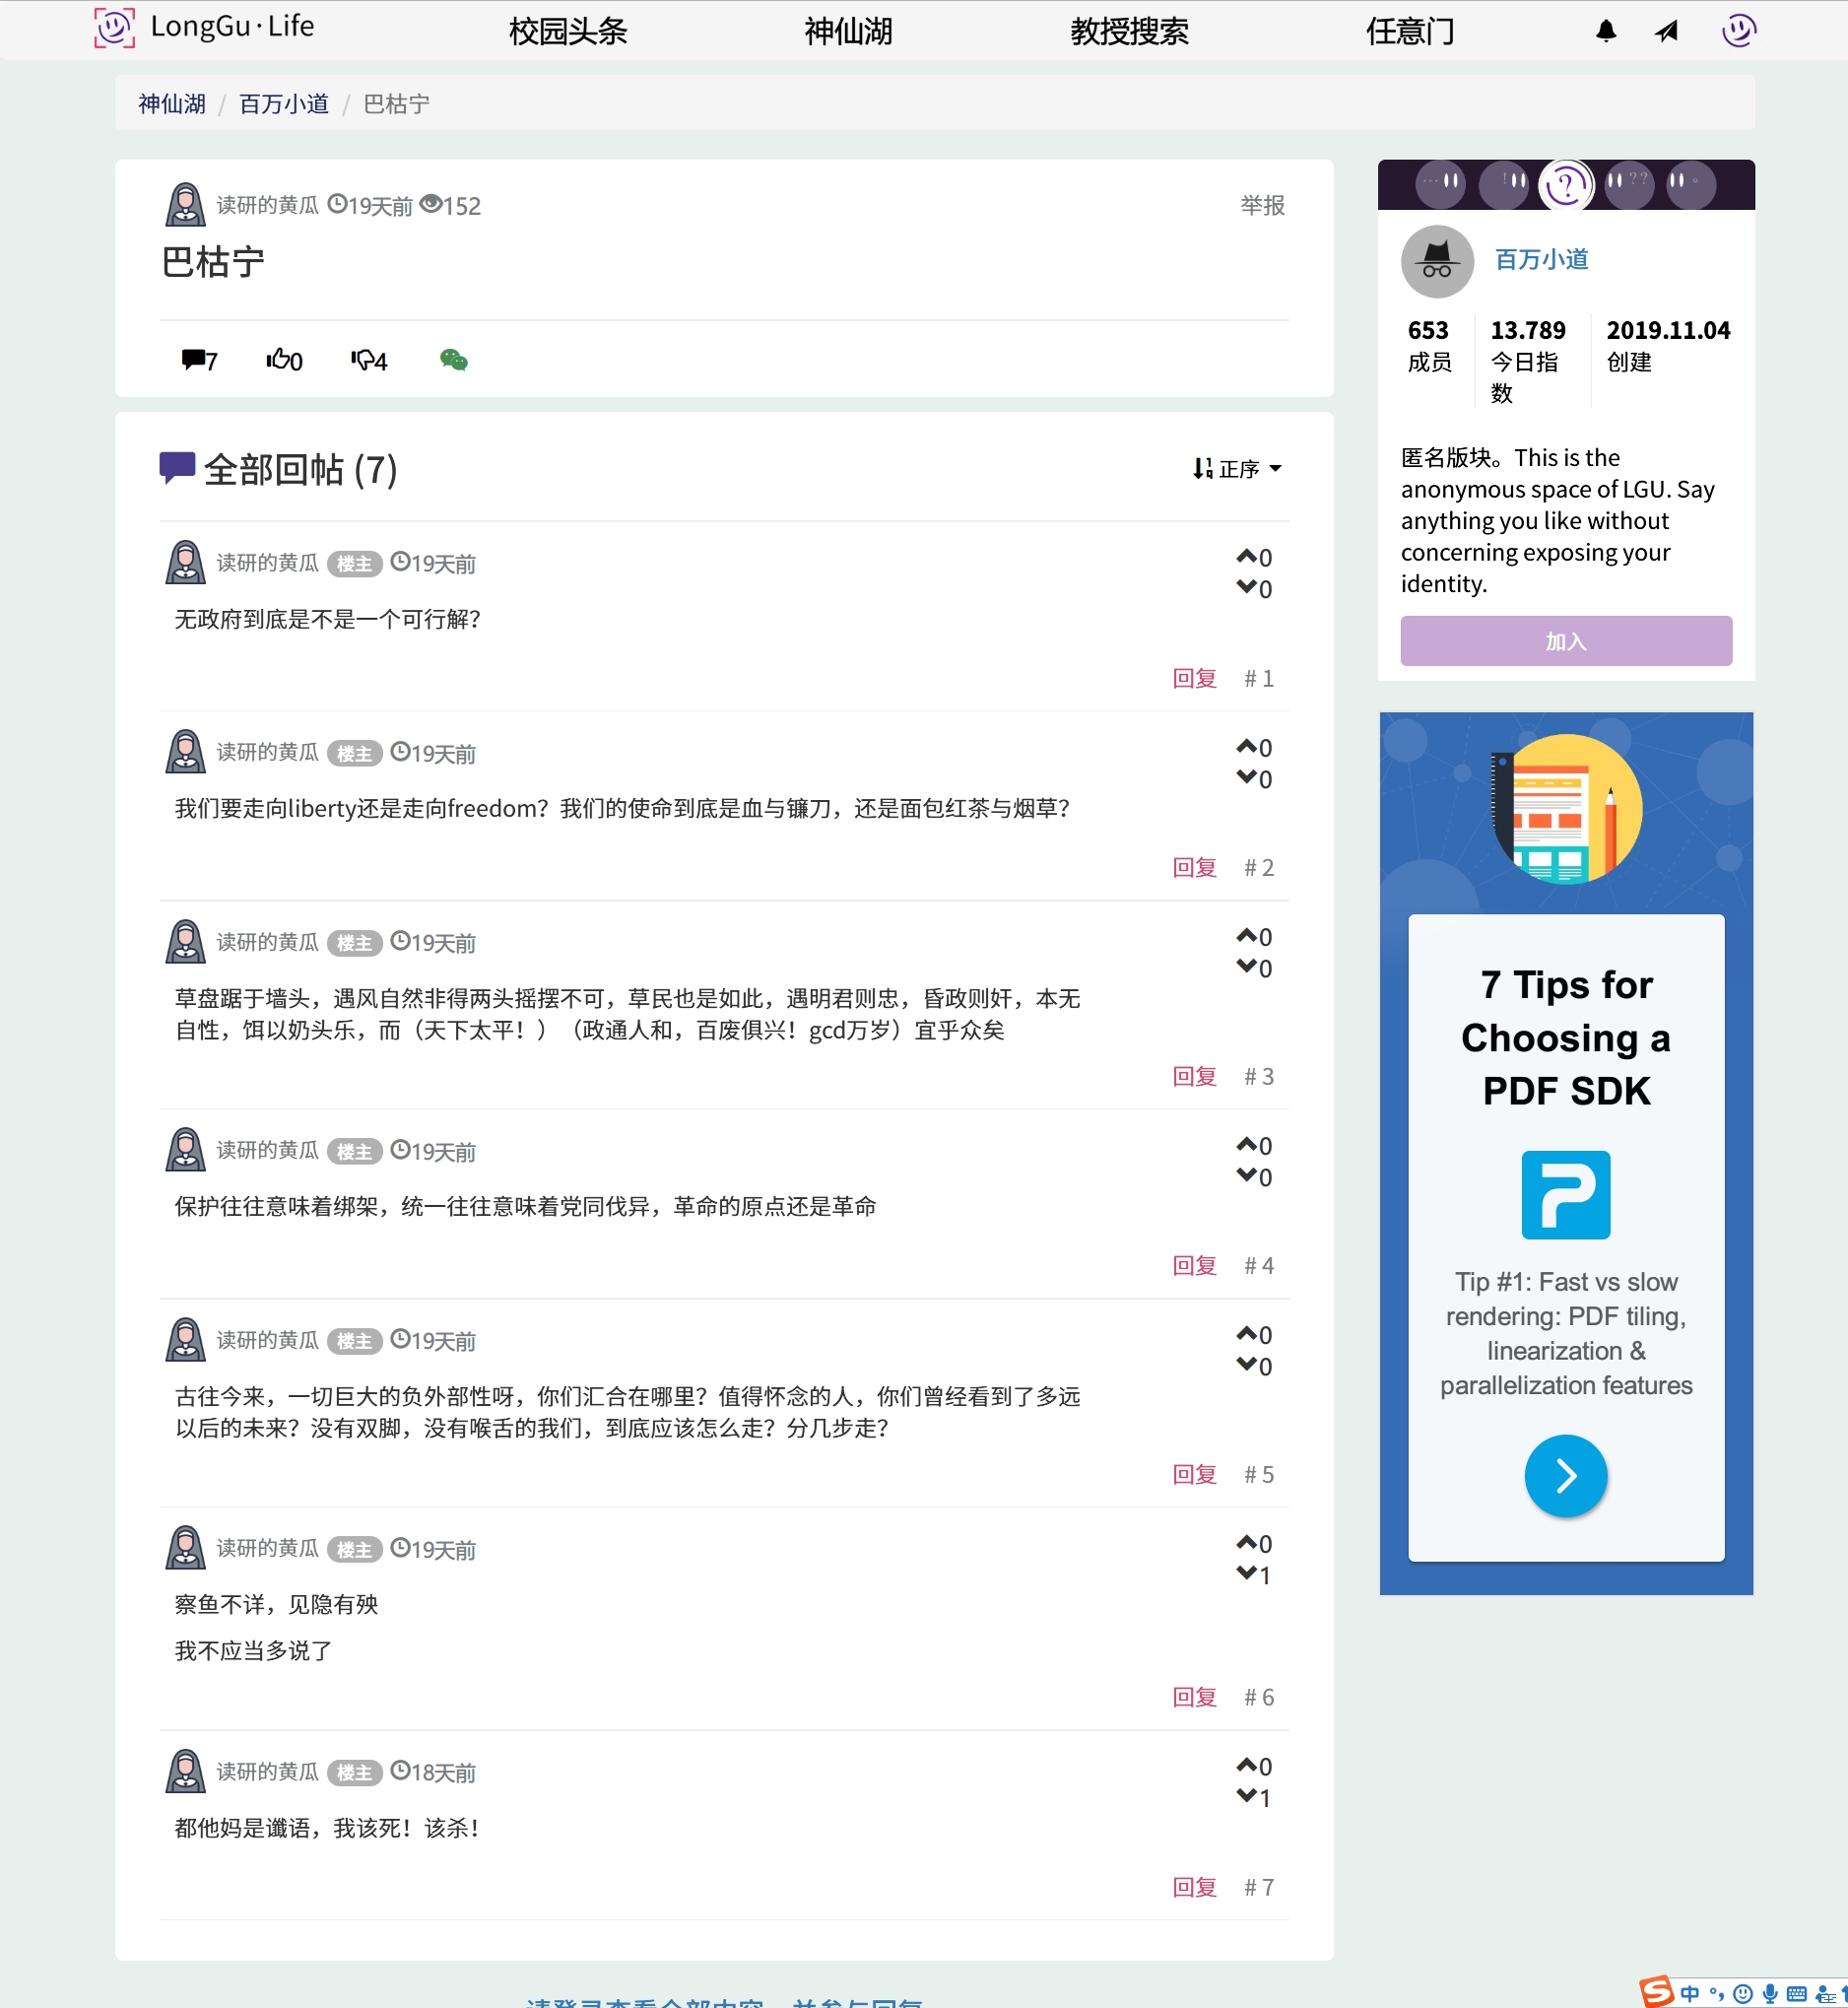 LongGu·Life
校园头条
神仙湖
教授搜索
任意门
神仙湖 / 百万小道 / 巴枯宁
读研的黄瓜 19天前 152
举报
巴枯宁
7 0 4
全部回帖 (7)
正序
读研的黄瓜 楼主 19天前
0
0
无政府到底是不是一个可行解？
回复 # 1
读研的黄瓜 楼主 19天前
0
0
我们要走向liberty还是走向freedom？我们的使命到底是血与镰刀，还是面包红茶与烟草？
回复 # 2
读研的黄瓜 楼主 19天前
0
0
草盘踞于墙头，遇风自然非得两头摇摆不可，草民也是如此，遇明君则忠，昏政则奸，本无
自性，饵以奶头乐，而（天下太平！）（政通人和，百废俱兴！gcd万岁）宜乎众矣
回复 # 3
读研的黄瓜 楼主 19天前
0
0
保护往往意味着绑架，统一往往意味着党同伐异，革命的原点还是革命
回复 # 4
读研的黄瓜 楼主 19天前
0
0
古往今来，一切巨大的负外部性呀，你们汇合在哪里？值得怀念的人，你们曾经看到了多远
以后的未来？没有双脚，没有喉舌的我们，到底应该怎么走？分几步走？
回复 # 5
读研的黄瓜 楼主 19天前
0
1
察鱼不详，见隐有殃
我不应当多说了
回复 # 6
读研的黄瓜 楼主 18天前
0
1
都他妈是谶语，我该死！该杀！
回复 # 7
百万小道
653 13.789 2019.11.04
成员 今日指 创建
数
匿名版块。This is the
anonymous space of LGU. Say
anything you like without
concerning exposing your
identity.
加入
7 Tips for
Choosing a
PDF SDK
Tip #1: Fast vs slow
rendering: PDF tiling,
linearization &
parallelization features
请登录查看全部内容，并参与回复
中